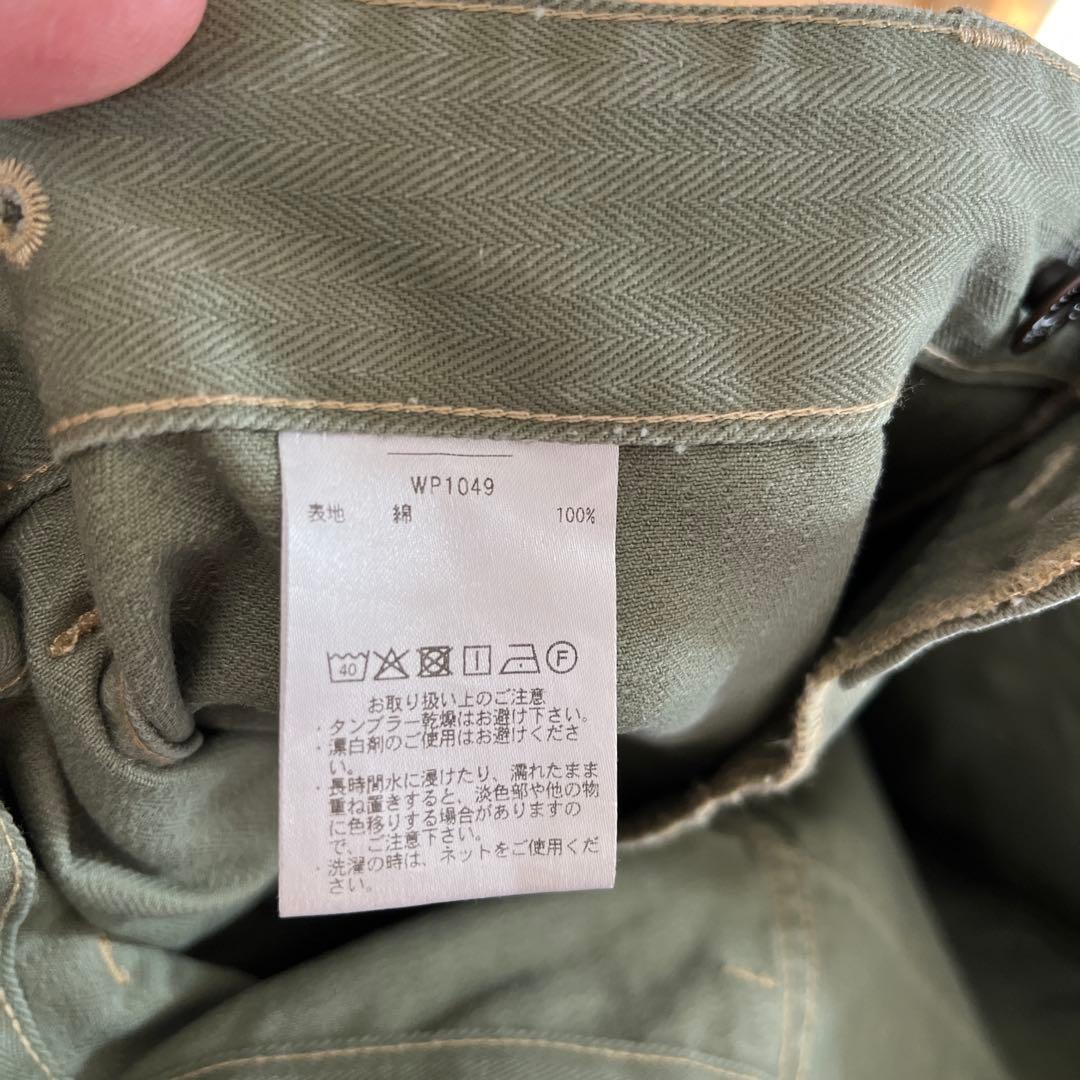 WP1049
表地 綿 100%
40 F
お取り扱い上のご注意
・タンブラー乾燥はお避け下さい。
・漂白剤のご使用はお避けくださ
い。
・長時間水に浸けたり、濡れたまま
重ね置きすると、淡色部や他の物
に色移りする場合がありますの
で、ご注意下さい。
・洗濯の時は、ネットをご使用くだ
さい。